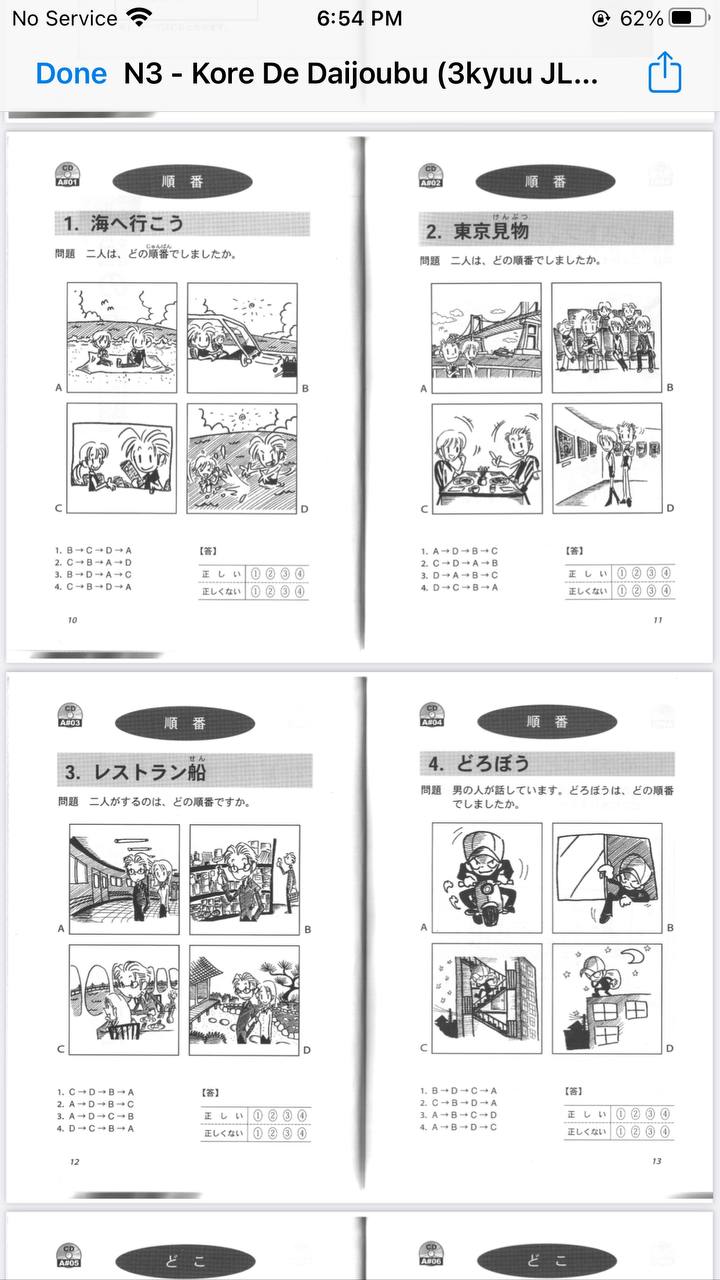 No Service
6:54 PM
62%
Done N3 - Kore De Daijoubu (3kyuu JL...
CD
A#01
順番
1. 海へ行こう
じゅんばん
問題 二人は、どの順番でしましたか。
A
B
C
D
1. B→C→D→A
2. C→B→A→D
3. B→D→A→C
4. C→B→D→A
【答】
正しい ① ② ③ ④
正しくない ① ② ③ ④
10
CD
A#02
順番
けんぶつ
2. 東京見物
問題 二人は、どの順番でしましたか。
A
B
C
D
1. A→D→B→C
2. C→D→A→B
3. D→A→B→C
4. D→C→B→A
【答】
正しい ① ② ③ ④
正しくない ① ② ③ ④
11
CD
A#03
順番
せん
3. レストラン船
問題 二人がするのは、どの順番ですか。
A
B
C
D
1. C→D→B→A
2. A→D→B→C
3. A→D→C→B
4. D→C→B→A
【答】
正しい ① ② ③ ④
正しくない ① ② ③ ④
12
CD
A#04
順番
4. どろぼう
問題 男の人が話しています。どろぼうは、どの順番
でしましたか。
A
B
C
D
1. B→D→C→A
2. C→B→D→A
3. A→B→C→D
4. A→B→D→C
【答】
正しい ① ② ③ ④
正しくない ① ② ③ ④
13
CD
A#05
どこ
CD
A#06
どこ